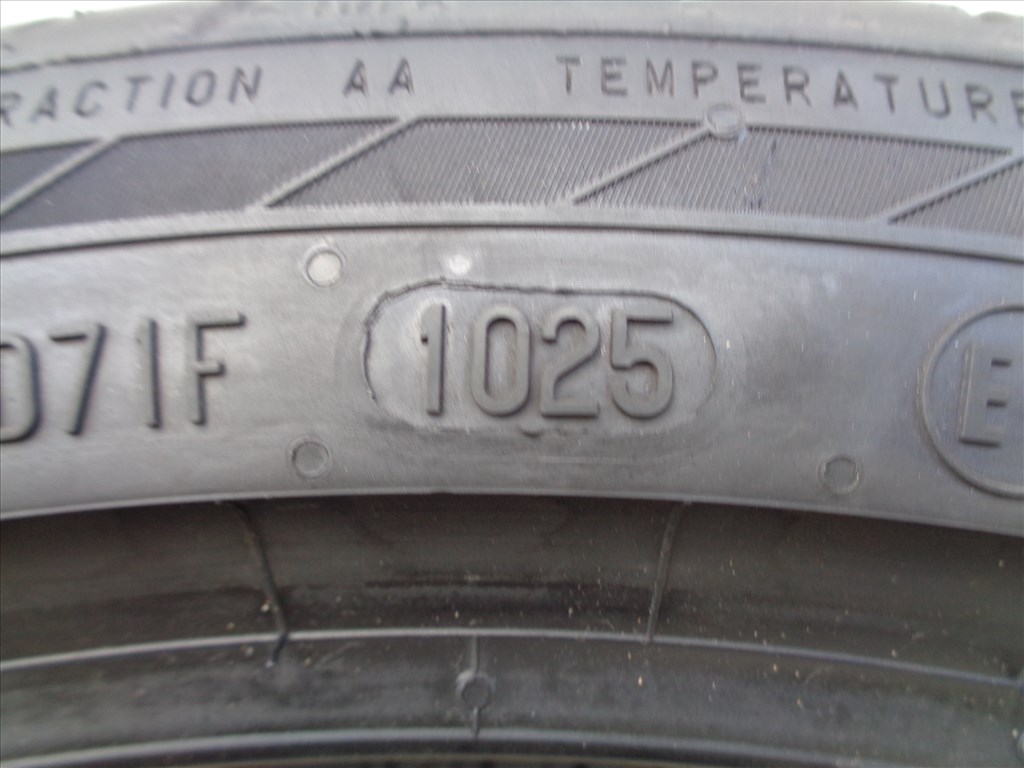 RACTION AA TEMPERATURE
071F 1025 E